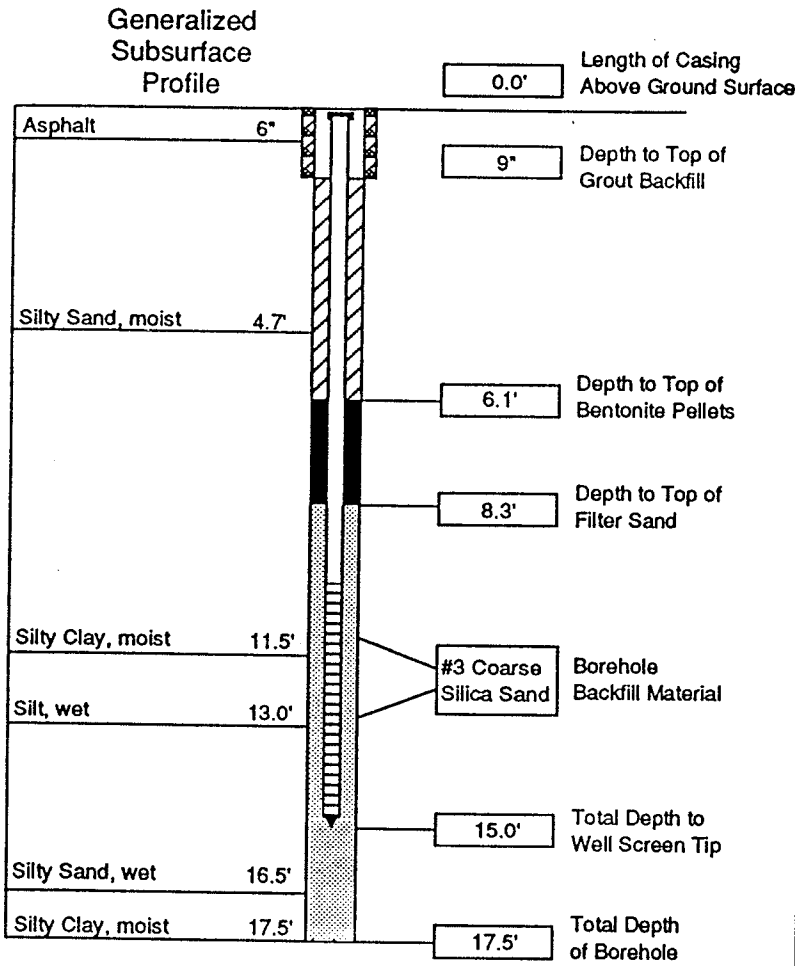 Generalized
Subsurface
Profile
0.0'
Length of Casing
Above Ground Surface
Asphalt 6"
9"
Depth to Top of
Grout Backfill
Silty Sand, moist 4.7'
6.1'
Depth to Top of
Bentonite Pellets
8.3'
Depth to Top of
Filter Sand
Silty Clay, moist 11.5'
#3 Coarse
Silica Sand
Borehole
Backfill Material
Silt, wet 13.0'
15.0'
Total Depth to
Well Screen Tip
Silty Sand, wet 16.5'
Silty Clay, moist 17.5'
17.5'
Total Depth
of Borehole